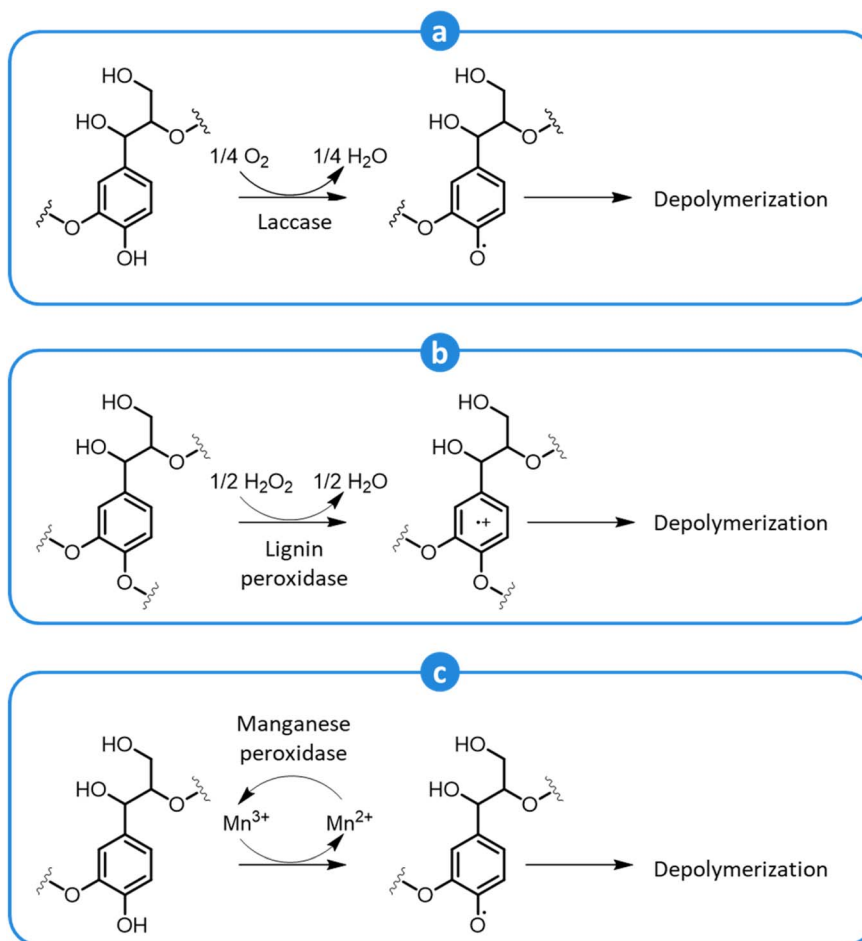 a
HO
HO
O
1/4 O₂
1/4 H₂O
Laccase
O
OH
HO
HO
O
O
O·
Depolymerization
b
HO
HO
O
1/2 H₂O₂
1/2 H₂O
Lignin
peroxidase
O
O
HO
HO
O
·+
O
O
Depolymerization
c
HO
HO
O
Manganese
peroxidase
Mn³⁺
Mn²⁺
O
OH
HO
HO
O
O
O·
Depolymerization